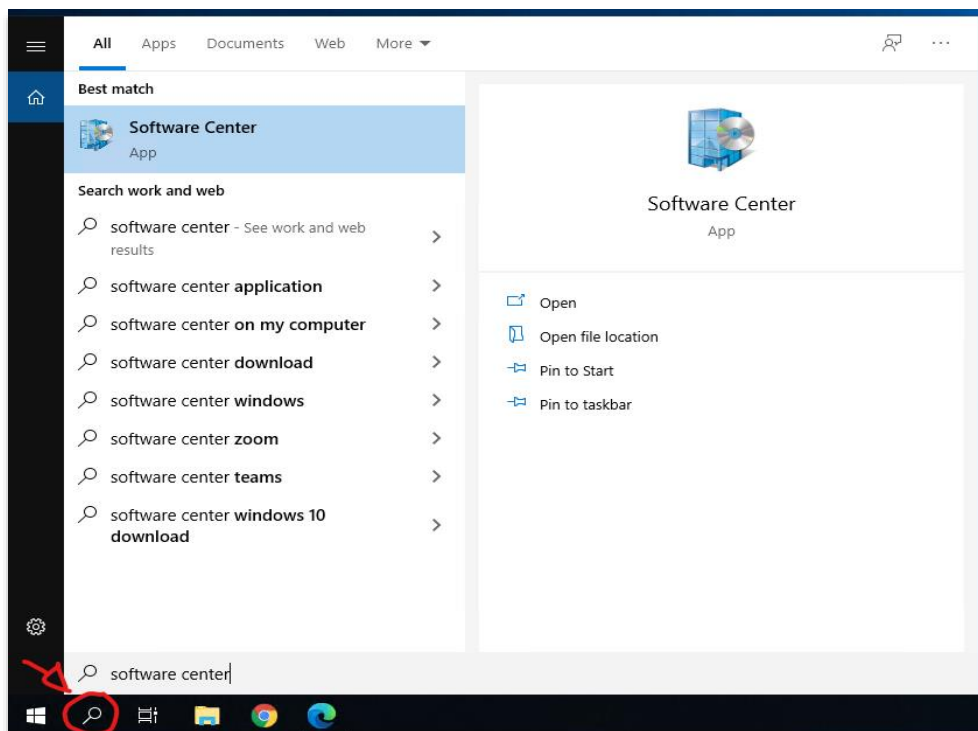 All Apps Documents Web More
Best match
Software Center
App
Search work and web
software center - See work and web
results
software center application
software center on my computer
software center download
software center windows
software center zoom
software center teams
software center windows 10
download
Software Center
App
Open
Open file location
Pin to Start
Pin to taskbar
software center